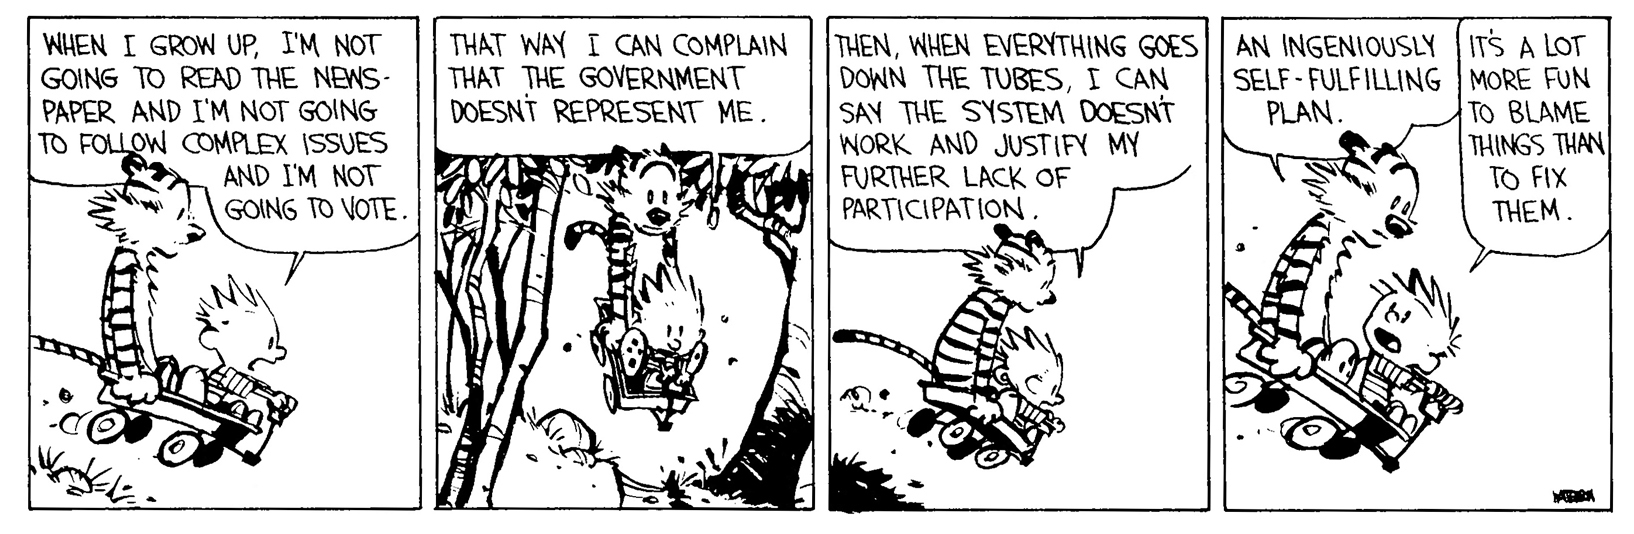 WHEN I GROW UP, I'M NOT
GOING TO READ THE NEWS-
PAPER AND I'M NOT GOING
TO FOLLOW COMPLEX ISSUES
AND I'M NOT
GOING TO VOTE.
THAT WAY I CAN COMPLAIN
THAT THE GOVERNMENT
DOESN'T REPRESENT ME.
THEN, WHEN EVERYTHING GOES
DOWN THE TUBES, I CAN
SAY THE SYSTEM DOESN'T
WORK AND JUSTIFY MY
FURTHER LACK OF
PARTICIPATION.
AN INGENIOUSLY
SELF-FULFILLING
PLAN.
IT'S A LOT
MORE FUN
TO BLAME
THINGS THAN
TO FIX
THEM.